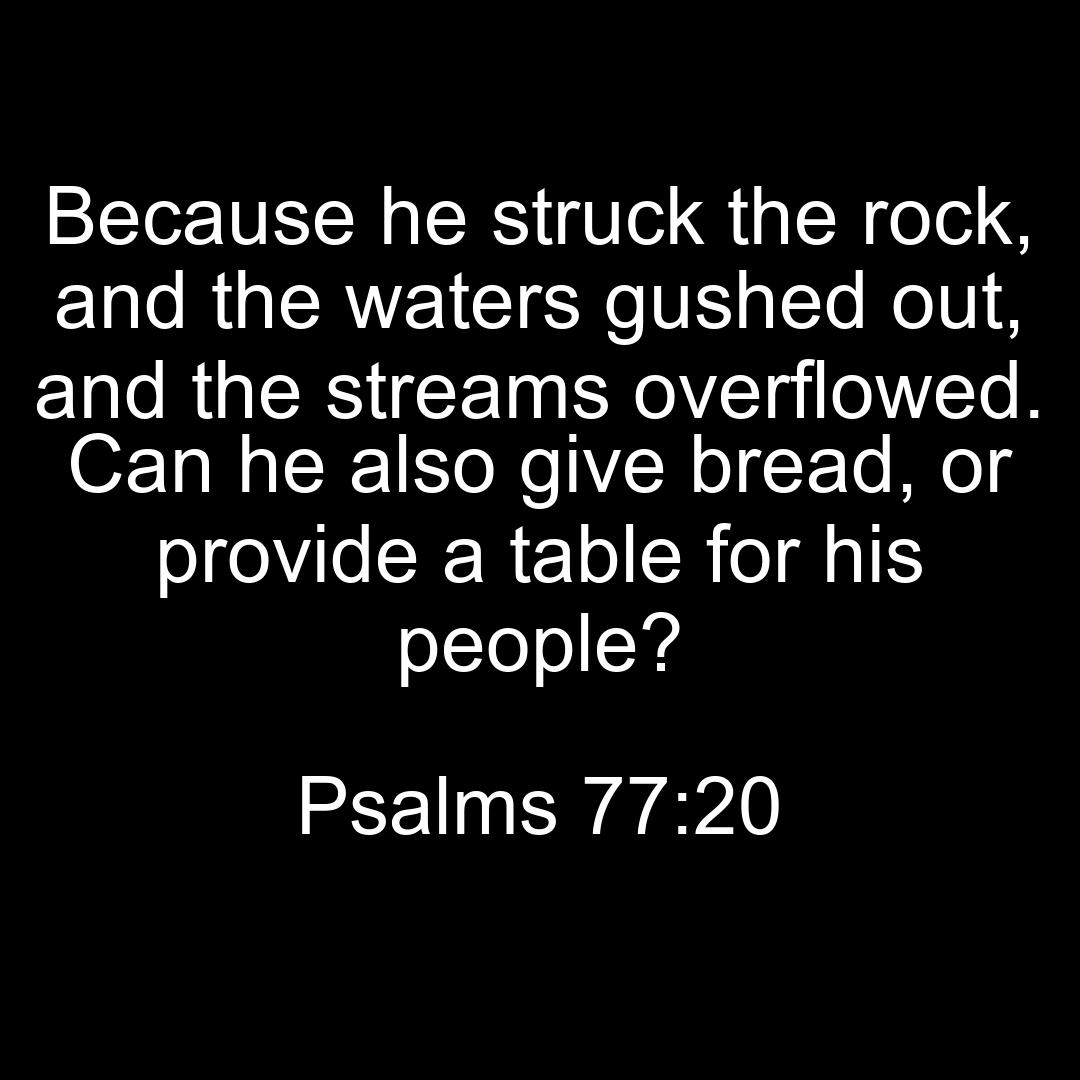 Because he struck the rock,
and the waters gushed out,
and the streams overflowed.
Can he also give bread, or
provide a table for his
people?
Psalms 77:20